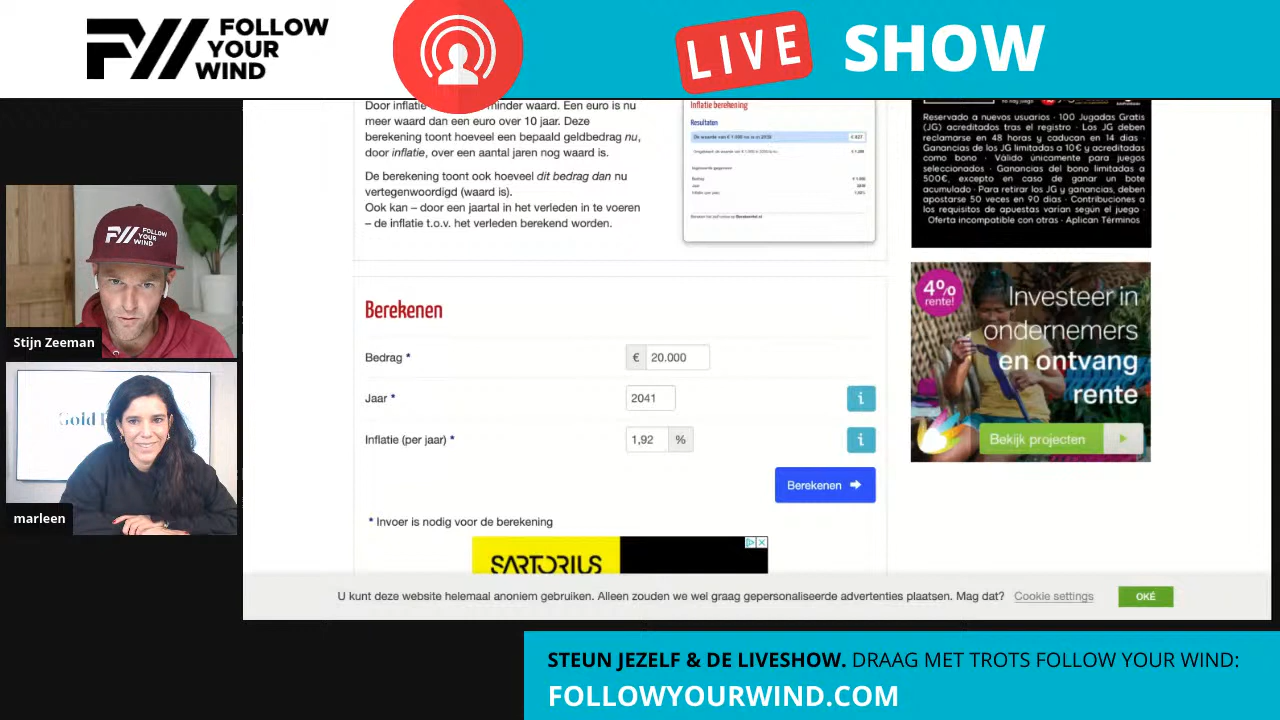 FOLLOW
YOUR
WIND
LIVE
SHOW
Door inflatie minder waard. Een euro is nu
meer waard dan een euro over 10 jaar. Deze
berekening toont hoeveel een bepaald geldbedrag nu,
door inflatie, over een aantal jaren nog waard is.
De berekening toont ook hoeveel dit bedrag dan nu
vertegenwoordigd (waard is).
Ook kan – door een jaartal in het verleden in te voeren
– de inflatie t.o.v. het verleden berekend worden.
Inflatie berekening
Resultaten
Reservado a nuevos usuarios · 100 Jugadas Gratis
(JG) acreditados tras el registro · Los JG deben
reclamarse en 48 horas y caducan en 14 días ·
Ganancias de los JG limitadas a 10€ y acreditadas
como bono · Válido únicamente para juegos
seleccionados · Ganancias del bono limitadas a
500€, excepto en caso de ganar un bote
acumulado · Para retirar los JG y ganancias, deben
apostarse 50 veces en 90 días · Contribuciones a
los requisitos de apuestas varían según el juego ·
Oferta incompatible con otras · Aplican Términos
FOLLOW
YOUR
WIND
Stijn Zeeman
Gold
marleen
Berekenen
Bedrag *
€ 20.000
Jaar *
2041
i
Inflatie (per jaar) *
1,92 %
i
Berekenen
* Invoer is nodig voor de berekening
4%
rente!
Investeer in
ondernemers
en ontvang
rente
Bekijk projecten
SARTORIUS
U kunt deze website helemaal anoniem gebruiken. Alleen zouden we wel graag gepersonaliseerde advertenties plaatsen. Mag dat? Cookie settings
OKÉ
STEUN JEZELF & DE LIVESHOW. DRAAG MET TROTS FOLLOW YOUR WIND:
FOLLOWYOURWIND.COM